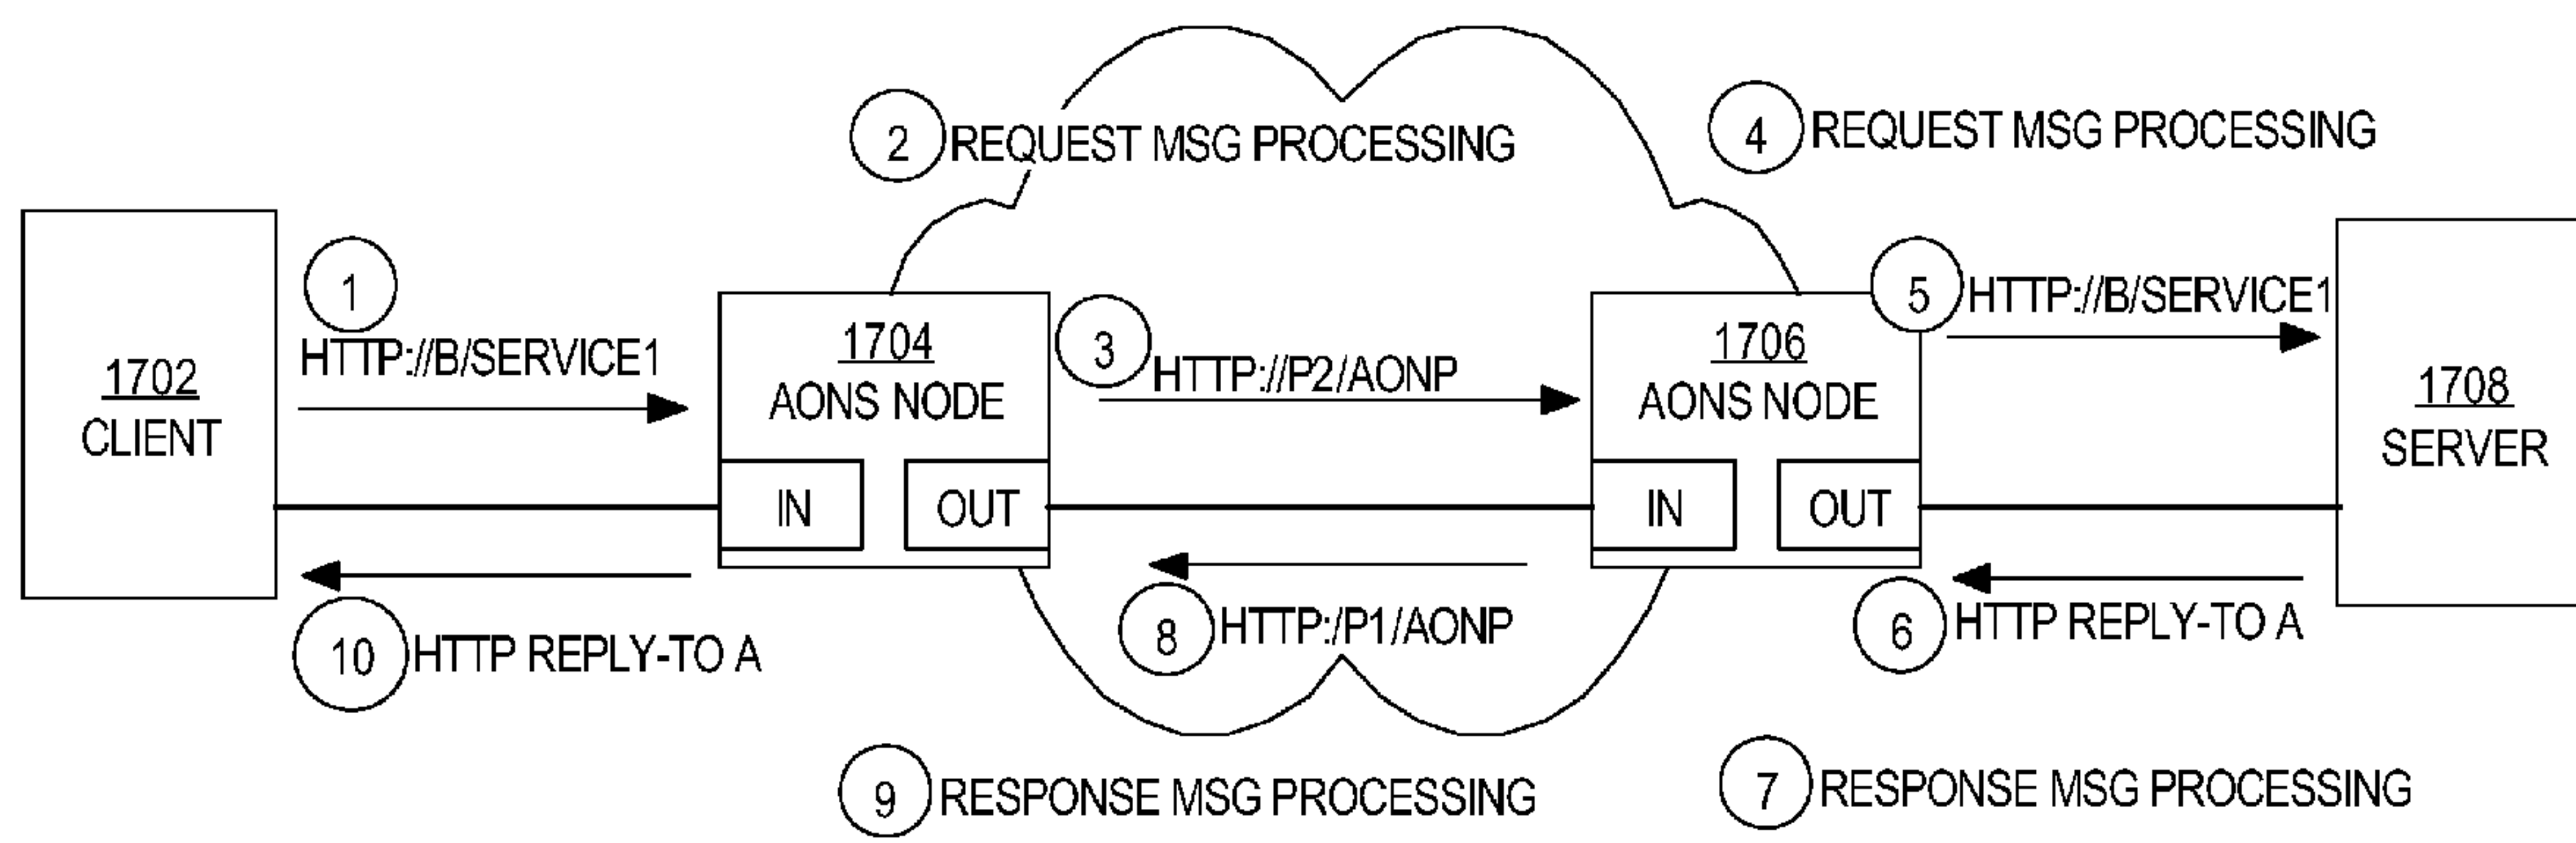 2 REQUEST MSG PROCESSING
4 REQUEST MSG PROCESSING
1
HTTP://B/SERVICE1
1702
CLIENT
1704
AONS NODE
IN
OUT
3 HTTP://P2/AONP
1706
AONS NODE
IN
OUT
5 HTTP://B/SERVICE1
1708
SERVER
10 HTTP REPLY-TO A
8 HTTP:/P1/AONP
6 HTTP REPLY-TO A
9 RESPONSE MSG PROCESSING
7 RESPONSE MSG PROCESSING